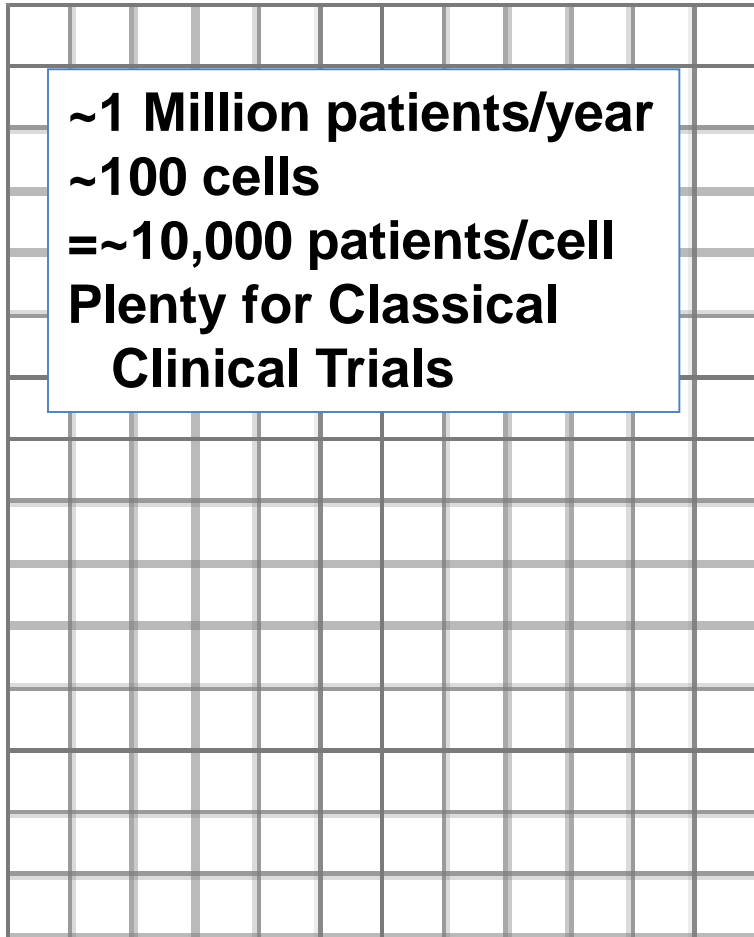 ~1 Million patients/year
~100 cells
=~10,000 patients/cell
Plenty for Classical
Clinical Trials